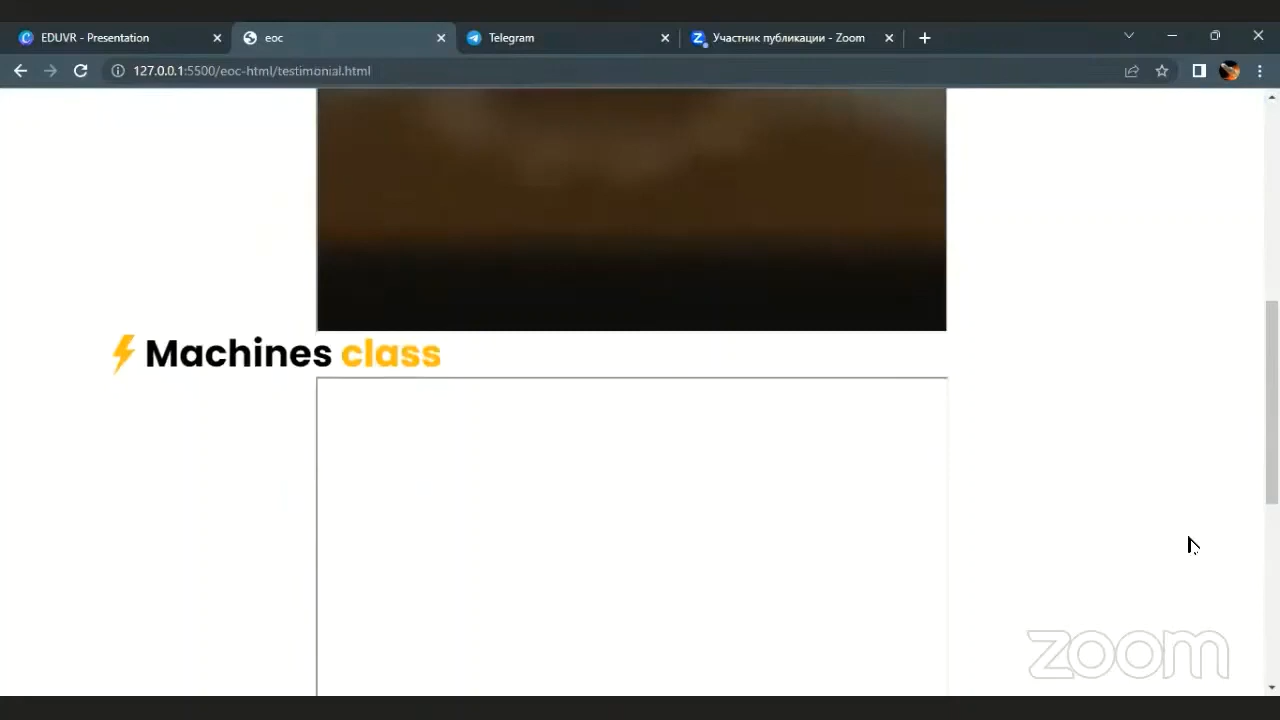 EDUVR - Presentation
eoc
Telegram
Участник публикации - Zoom
127.0.0.1:5500/eoc-html/testimonial.html
Machines class
zoom